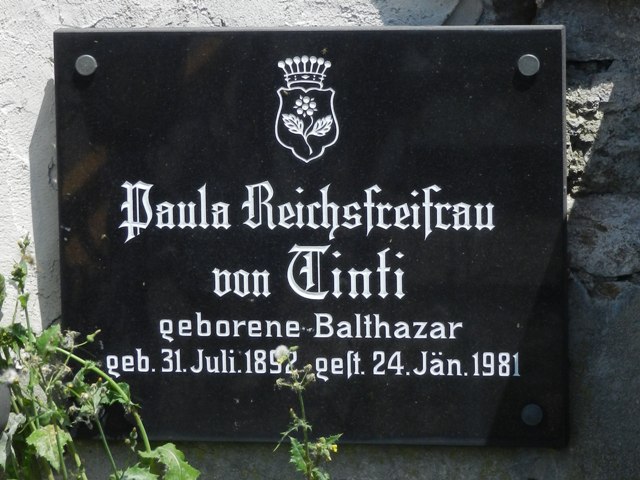 Paula Reichsfreifrau
von Tinti
geborene Balthazar
geb. 31. Juli. 1892 geſt. 24. Jän. 1981